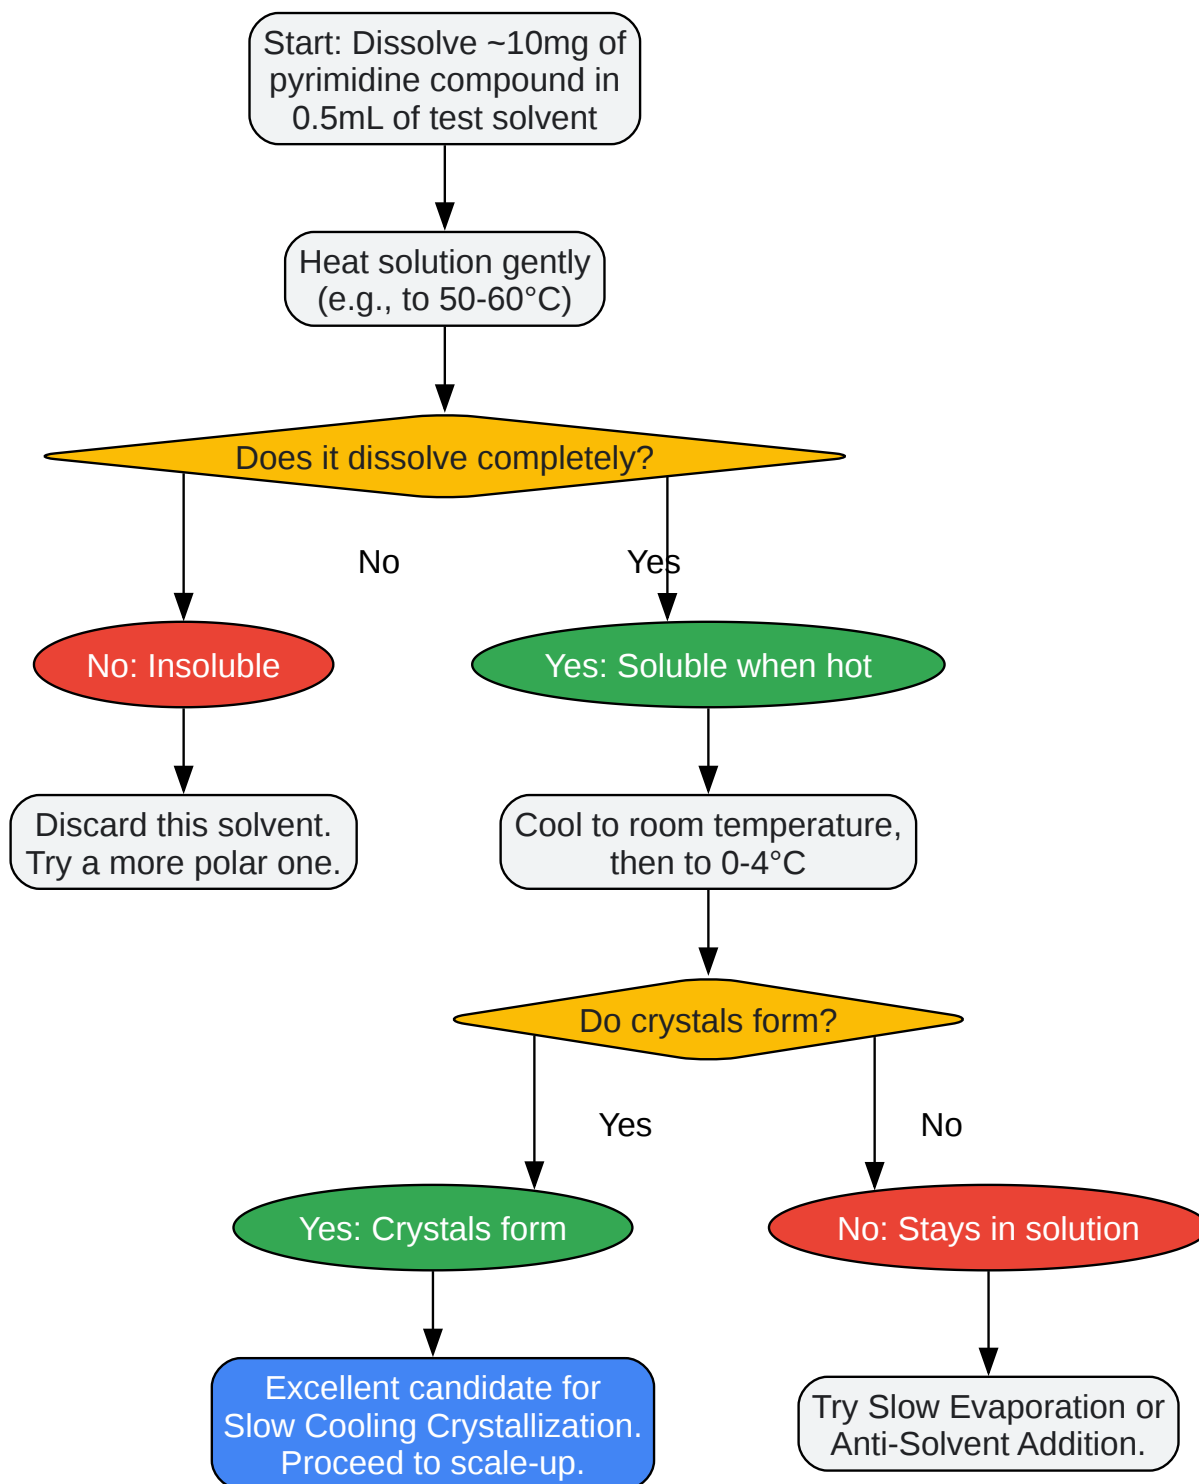 Start: Dissolve ~10mg of
pyrimidine compound in
0.5mL of test solvent
Heat solution gently
(e.g., to 50-60°C)
Does it dissolve completely?
No
Yes
No: Insoluble
Yes: Soluble when hot
Discard this solvent.
Try a more polar one.
Cool to room temperature,
then to 0-4°C
Do crystals form?
Yes
No
Yes: Crystals form
No: Stays in solution
Excellent candidate for
Slow Cooling Crystallization.
Proceed to scale-up.
Try Slow Evaporation or
Anti-Solvent Addition.